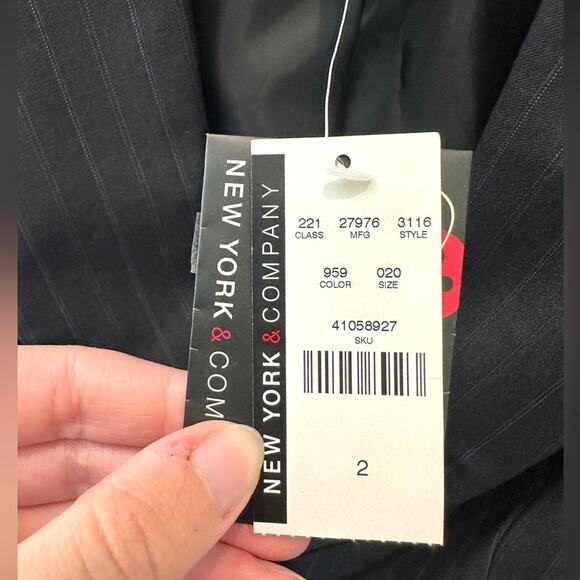 NEW YORK & COM
NEW YORK & COMPANY
221 27976 3116
CLASS MFG STYLE
959 020
COLOR SIZE
41058927
SKU
2